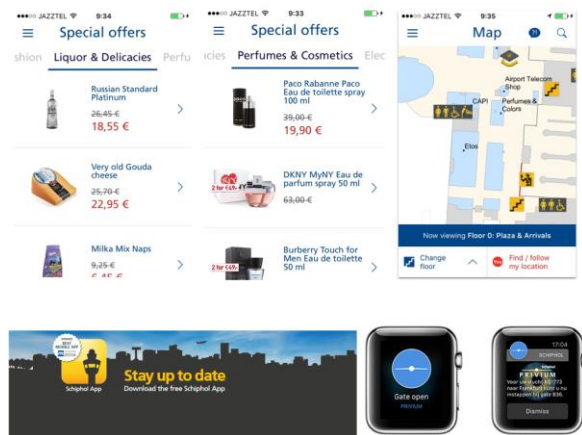 JAZZTEL 9:34
Special offers
shion Liquor & Delicacies Perfu
Russian Standard
Platinum
26,45 €
18,55 €
Very old Gouda
cheese
25,70 €
22,95 €
Milka Mix Naps
9,25 €
6,45 €
JAZZTEL 9:33
Special offers
cies Perfumes & Cosmetics Elec
Paco Rabanne Paco
Eau de toilette spray
100 ml
39,00 €
19,90 €
2 for €49,-
DKNY MyNY Eau de
parfum spray 50 ml
63,00 €
2 for €49,-
Burberry Touch for
Men Eau de toilette
50 ml
JAZZTEL 9:35
Map
Airport Telecom
Shop
CAPI
Perfumes &
Colors
Etos
Now viewing Floor 0: Plaza & Arrivals
Change
floor
Find / follow
my location
Schiphol App
Stay up to date
Download the free Schiphol App
Gate open
PRIVIUM
17:04
SCHIPHOL
Schiphol
PRIVIUM
Dismiss